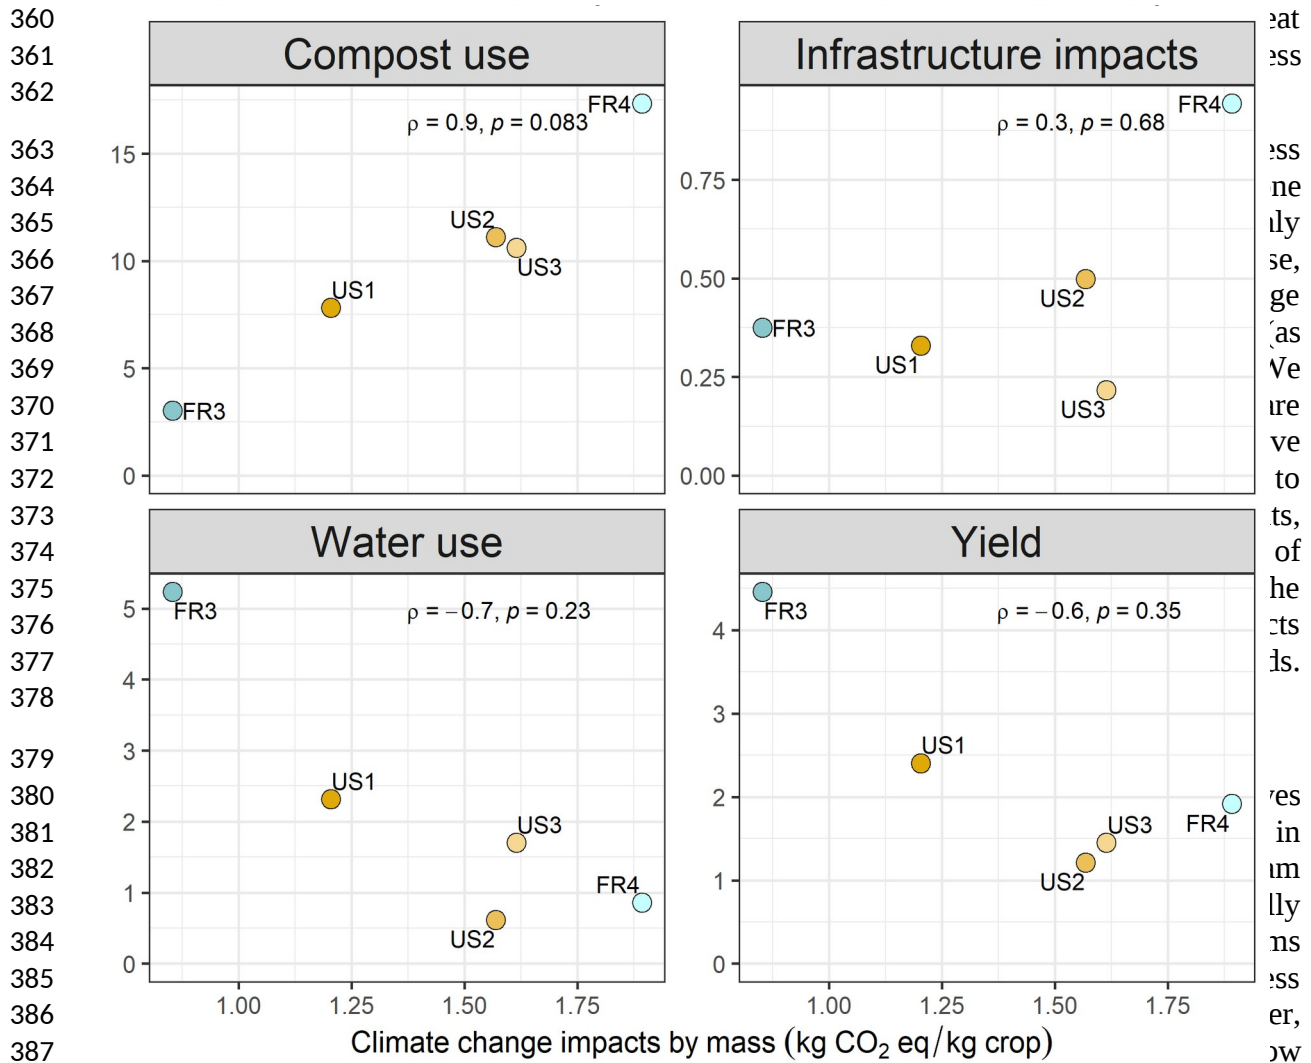 360
361
362
363
364
365
366
367
368
369
370
371
372
373
374
375
376
377
378
379
380
381
382
383
384
385
386
387
Compost use
ρ = 0.9, p = 0.083
FR4
US2
US3
US1
FR3
15
10
5
0
Infrastructure impacts
ρ = 0.3, p = 0.68
FR4
US2
FR3
US1
US3
0.75
0.50
0.25
0.00
Water use
ρ = −0.7, p = 0.23
FR3
US1
US3
FR4
US2
5
4
3
2
1
0
1.00 1.25 1.50 1.75
Yield
ρ = −0.6, p = 0.35
FR3
US1
US3
FR4
US2
4
3
2
1
0
1.00 1.25 1.50 1.75
Climate change impacts by mass (kg CO₂ eq/kg crop)
to
of
in